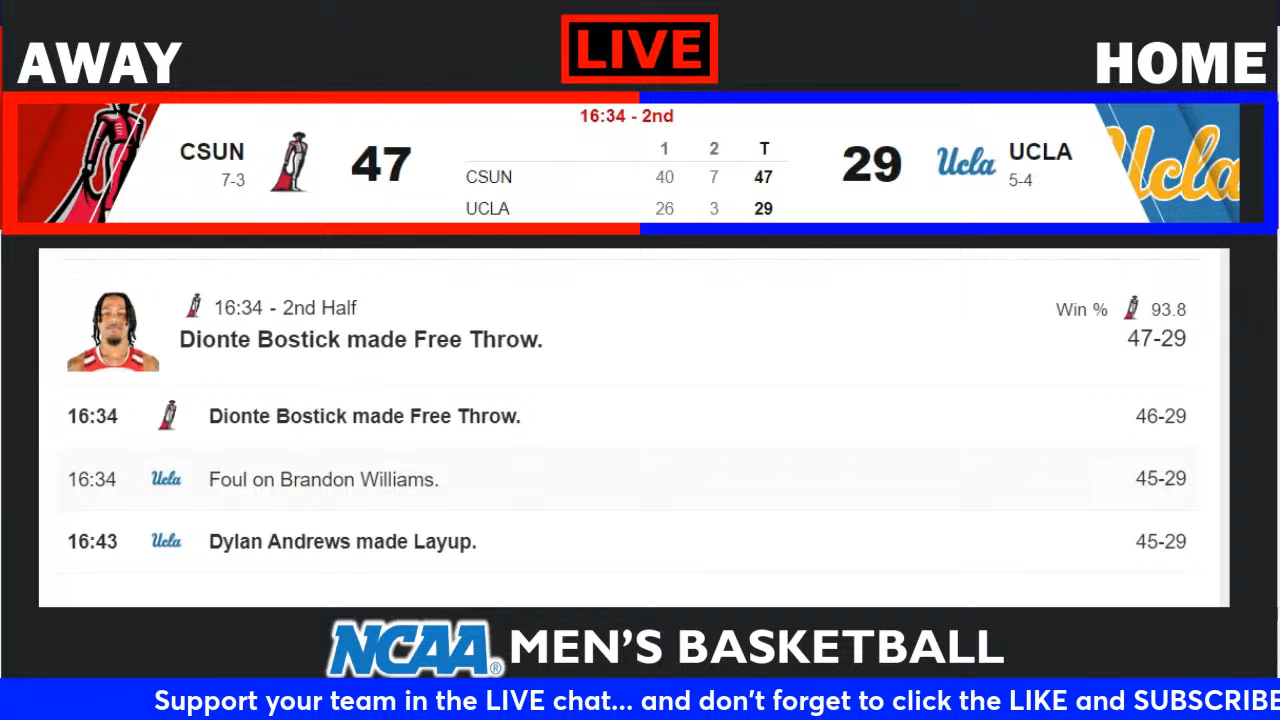 LIVE
AWAY
HOME
16:34 - 2nd
CSUN
7-3
47
1 2 T
CSUN 40 7 47
UCLA 26 3 29
29
Ucla
UCLA
5-4
Ucla
16:34 - 2nd Half
Win % 93.8
Dionte Bostick made Free Throw.
47-29
16:34 Dionte Bostick made Free Throw. 46-29
16:34 Ucla Foul on Brandon Williams. 45-29
16:43 Ucla Dylan Andrews made Layup. 45-29
NCAA® MEN'S BASKETBALL
Support your team in the LIVE chat... and don't forget to click the LIKE and SUBSCRIBE